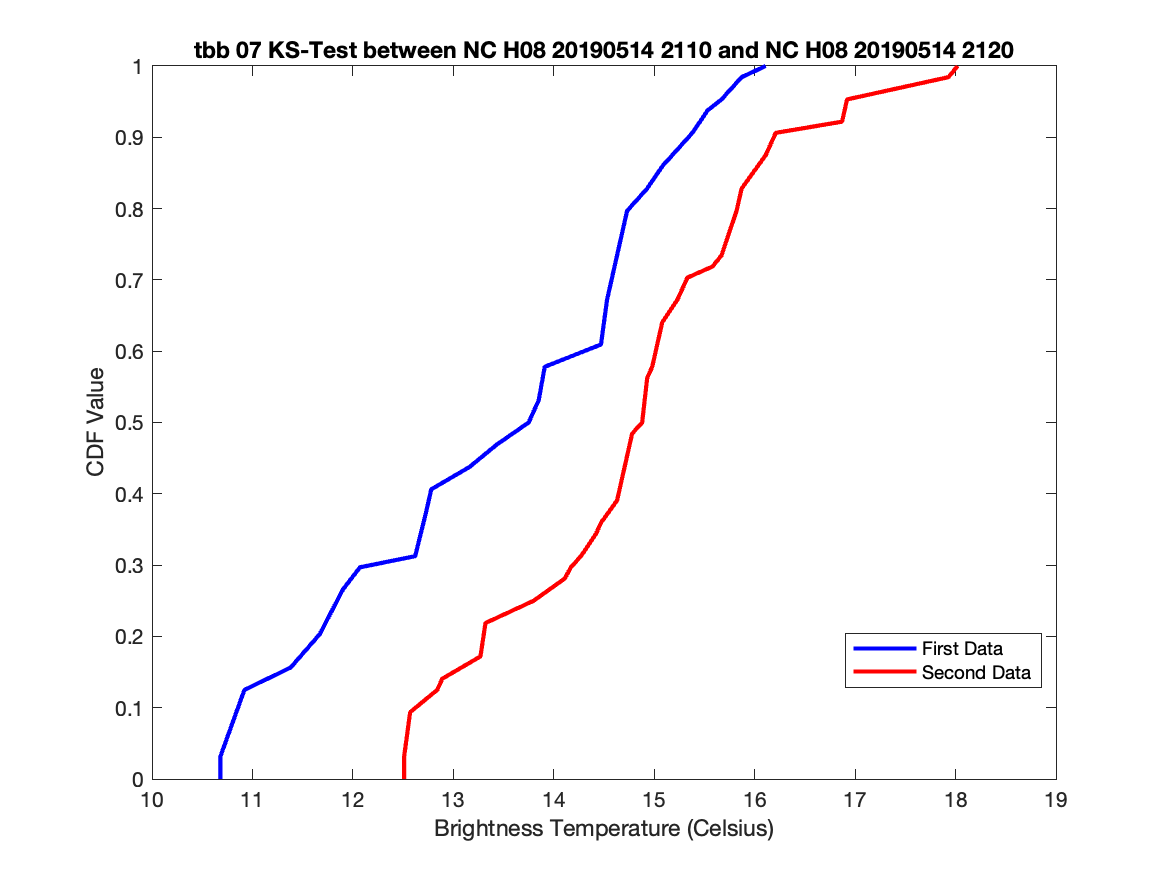 tbb 07 KS-Test between NC H08 20190514 2110 and NC H08 20190514 2120
1
0.9
0.8
0.7
0.6
0.5
0.4
0.3
0.2
0.1
0
CDF Value
First Data
Second Data
10 11 12 13 14 15 16 17 18 19
Brightness Temperature (Celsius)